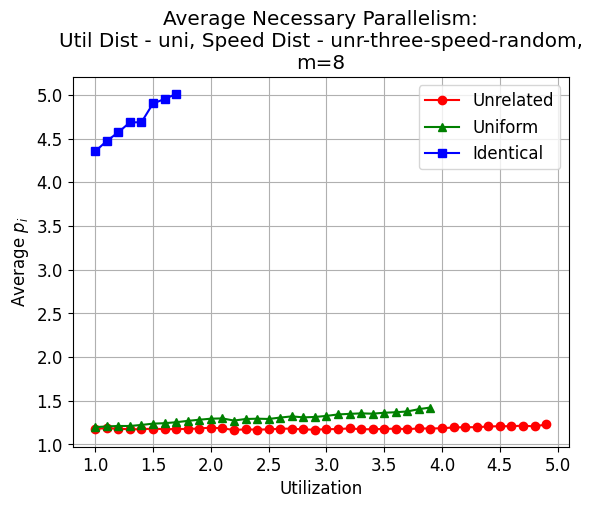 Average Necessary Parallelism:
Util Dist - uni, Speed Dist - unr-three-speed-random,
m=8
Unrelated
Uniform
Identical
Average p_i
5.0
4.5
4.0
3.5
3.0
2.5
2.0
1.5
1.0
1.0 1.5 2.0 2.5 3.0 3.5 4.0 4.5 5.0
Utilization